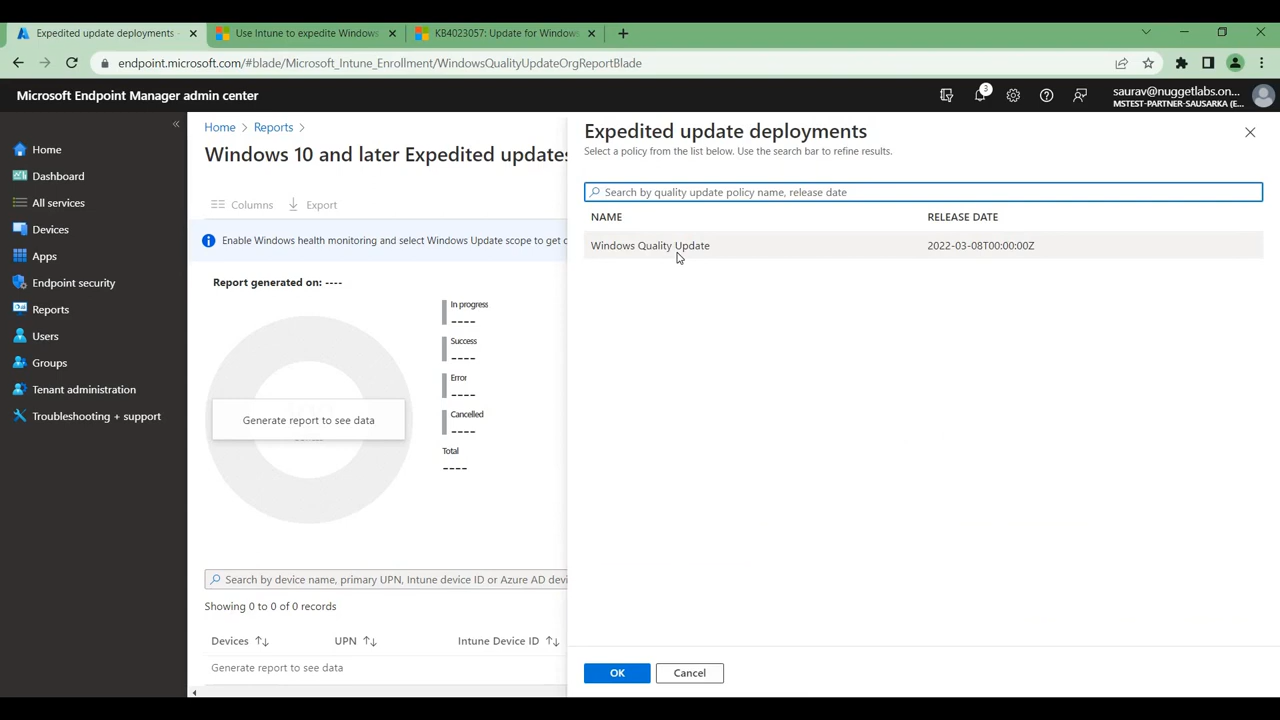 Expedited update deployments -
Use Intune to expedite Windows
KB4023057: Update for Windows
endpoint.microsoft.com/#blade/Microsoft_Intune_Enrollment/WindowsQualityUpdateOrgReportBlade
Microsoft Endpoint Manager admin center
3
saurav@nuggetlabs.on...
MSTEST-PARTNER-SAUSARKA (E...
Home
Dashboard
All services
Devices
Apps
Endpoint security
Reports
Users
Groups
Tenant administration
Troubleshooting + support
Home > Reports >
Windows 10 and later Expedited updates
Columns Export
Enable Windows health monitoring and select Windows Update scope to get
Report generated on: ----
In progress
----
Success
----
Error
----
Cancelled
----
Total
----
Generate report to see data
Search by device name, primary UPN, Intune device ID or Azure AD devi
Showing 0 to 0 of 0 records
Devices UPN Intune Device ID
Generate report to see data
Expedited update deployments
Select a policy from the list below. Use the search bar to refine results.
Search by quality update policy name, release date
NAME RELEASE DATE
Windows Quality Update 2022-03-08T00:00:00Z
OK Cancel